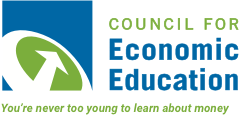 COUNCIL FOR
Economic
Education
You're never too young to learn about money